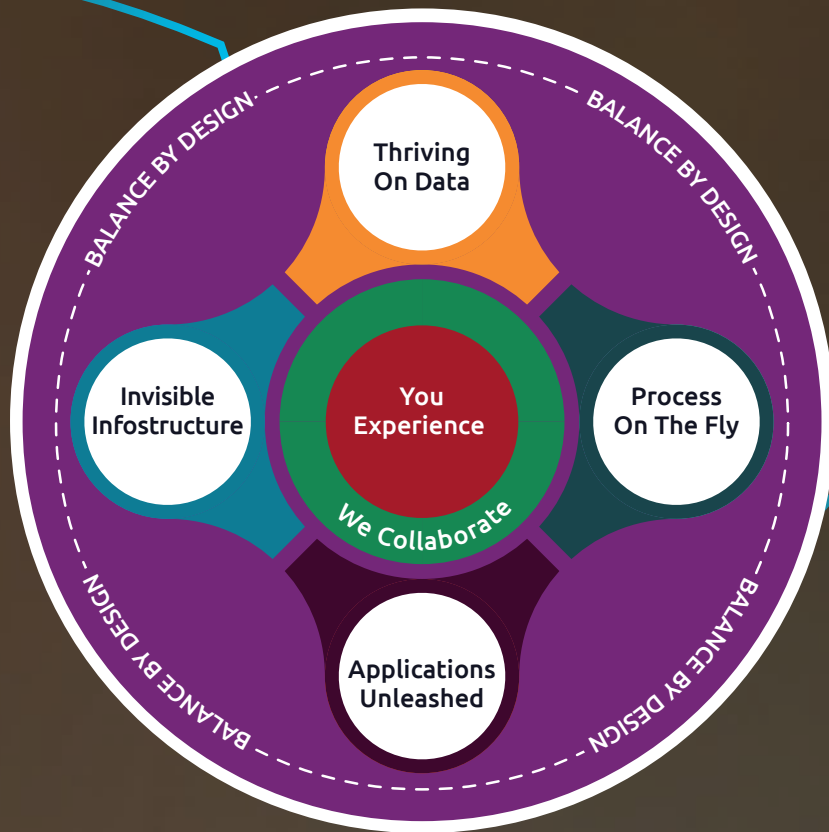 BALANCE BY DESIGN
BALANCE BY DESIGN
Thriving
On Data
Invisible
Infostructure
You
Experience
Process
On The Fly
We Collaborate
Applications
Unleashed
BALANCE BY DESIGN
BALANCE BY DESIGN